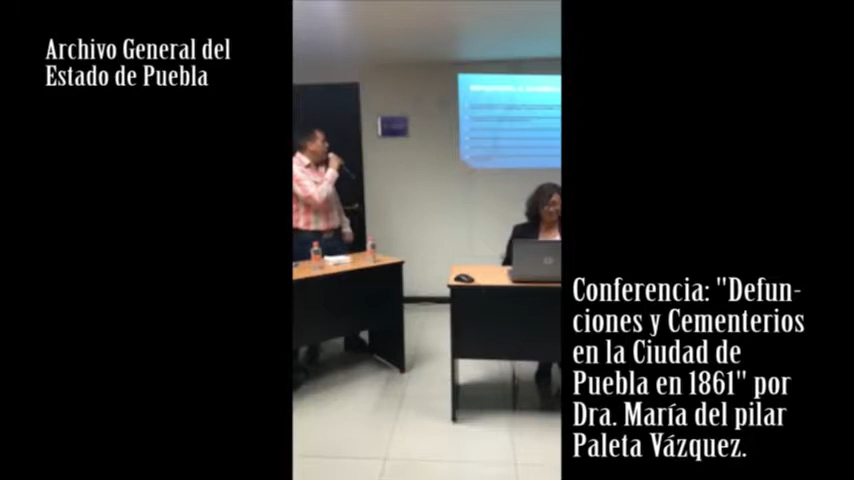 Archivo General del
Estado de Puebla
Conferencia: "Defun-
ciones y Cementerios
en la Ciudad de
Puebla en 1861" por
Dra. María del pilar
Paleta Vázquez.